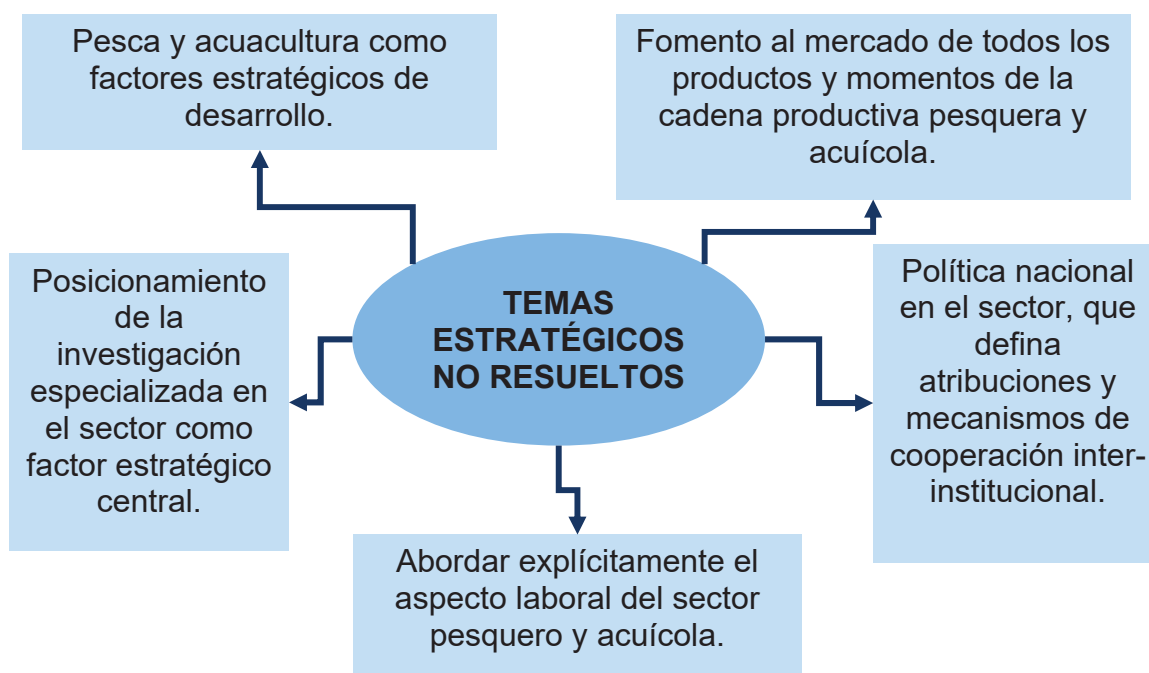 Pesca y acuacultura como
factores estratégicos de
desarrollo.
Fomento al mercado de todos los
productos y momentos de la
cadena productiva pesquera y
acuícola.
Posicionamiento
de la
investigación
especializada en
el sector como
factor estratégico
central.
TEMAS
ESTRATÉGICOS
NO RESUELTOS
Política nacional
en el sector, que
defina
atribuciones y
mecanismos de
cooperación inter-
institucional.
Abordar explícitamente el
aspecto laboral del sector
pesquero y acuícola.